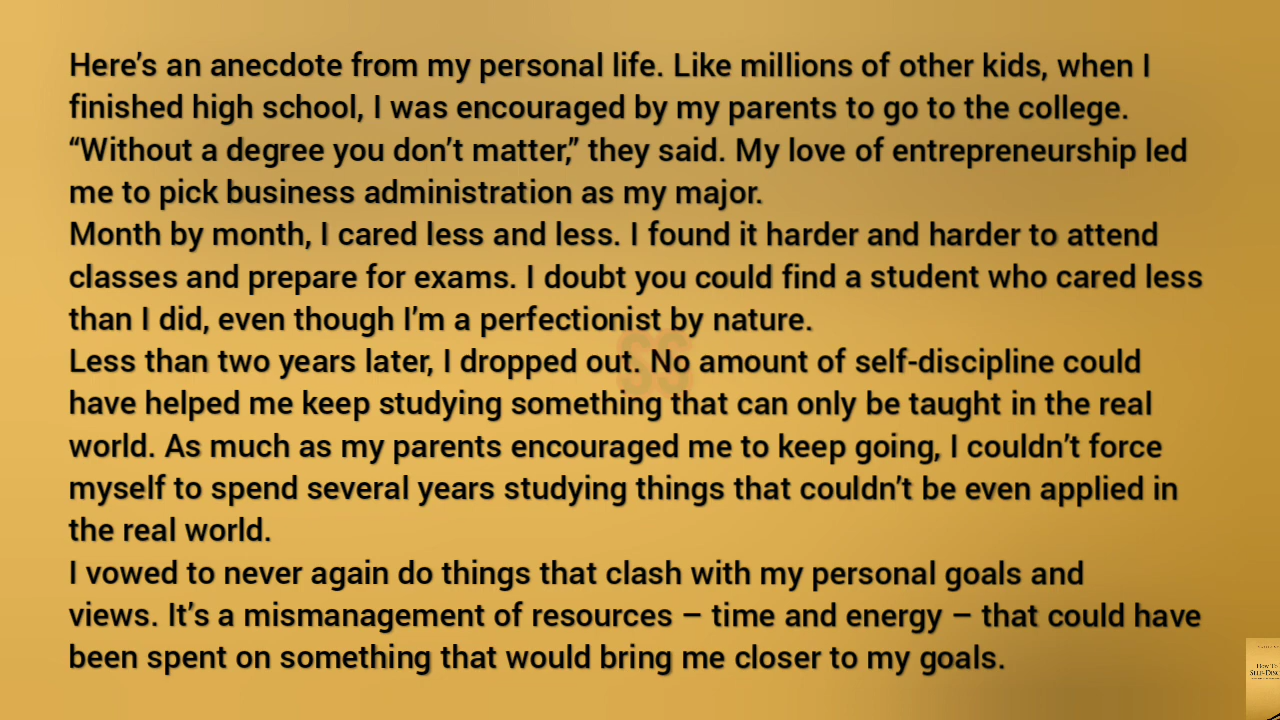 Here’s an anecdote from my personal life. Like millions of other kids, when I
finished high school, I was encouraged by my parents to go to the college.
“Without a degree you don’t matter,” they said. My love of entrepreneurship led
me to pick business administration as my major.
Month by month, I cared less and less. I found it harder and harder to attend
classes and prepare for exams. I doubt you could find a student who cared less
than I did, even though I’m a perfectionist by nature.
Less than two years later, I dropped out. No amount of self-discipline could
have helped me keep studying something that can only be taught in the real
world. As much as my parents encouraged me to keep going, I couldn’t force
myself to spend several years studying things that couldn’t be even applied in
the real world.
I vowed to never again do things that clash with my personal goals and
views. It’s a mismanagement of resources – time and energy – that could have
been spent on something that would bring me closer to my goals.
SS
How To